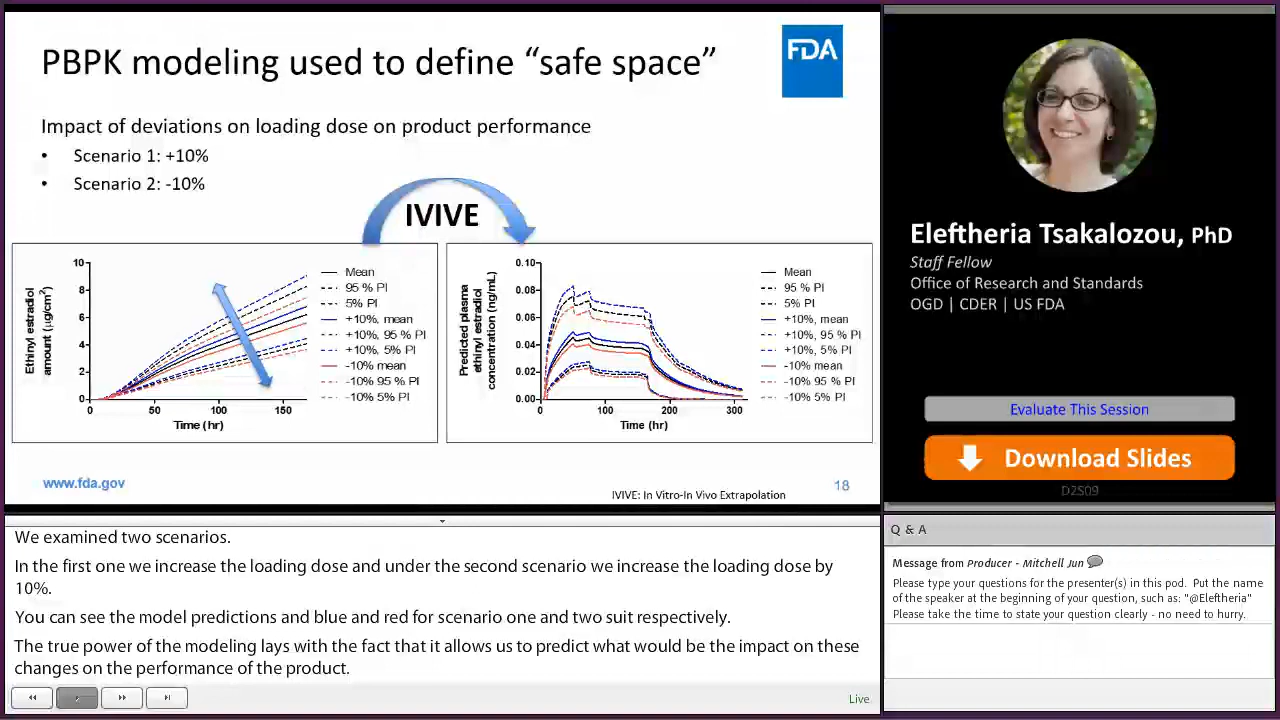 PBPK modeling used to define “safe space”
FDA
Impact of deviations on loading dose on product performance
• Scenario 1: +10%
• Scenario 2: -10%
IVIVE
Ethinyl estradiol
amount (µg/cm²)
10
8
6
4
2
0
0 50 100 150
Time (hr)
Mean
95 % PI
5% PI
+10%, mean
+10%, 95 % PI
+10%, 5% PI
-10% mean
-10% 95 % PI
-10% 5% PI
Predicted plasma
ethinyl estradiol
concentration (ng/mL)
0.10
0.08
0.06
0.04
0.02
0.00
0 100 200 300
Time (hr)
Mean
95 % PI
5% PI
+10%, mean
+10%, 95 % PI
+10%, 5% PI
-10% mean
-10% 95 % PI
-10% 5% PI
www.fda.gov
IVIVE: In Vitro-In Vivo Extrapolation
18
Eleftheria Tsakalozou, PhD
Staff Fellow
Office of Research and Standards
OGD | CDER | US FDA
Evaluate This Session
Download Slides
D2S09
We examined two scenarios.
In the first one we increase the loading dose and under the second scenario we increase the loading dose by
10%.
You can see the model predictions and blue and red for scenario one and two suit respectively.
The true power of the modeling lays with the fact that it allows us to predict what would be the impact on these
changes on the performance of the product.
Live
Q & A
Message from Producer - Mitchell Jun
Please type your questions for the presenter(s) in this pod. Put the name
of the speaker at the beginning of your question, such as: "@Eleftheria"
Please take the time to state your question clearly - no need to hurry.